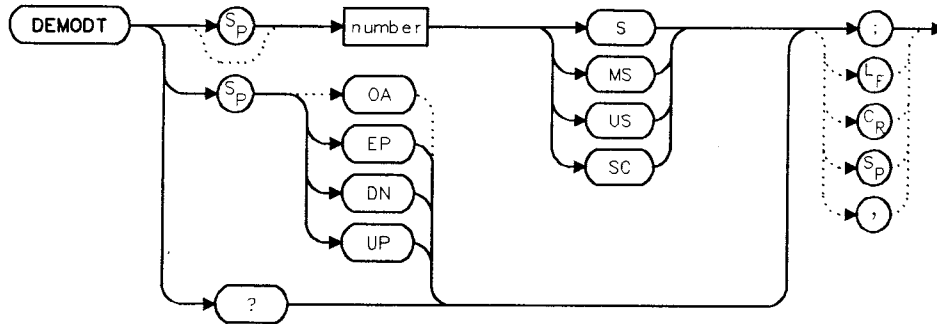 DEMODT
SP
number
S
MS
US
SC
;
LF
CR
SP
,
SP
OA
EP
DN
UP
?